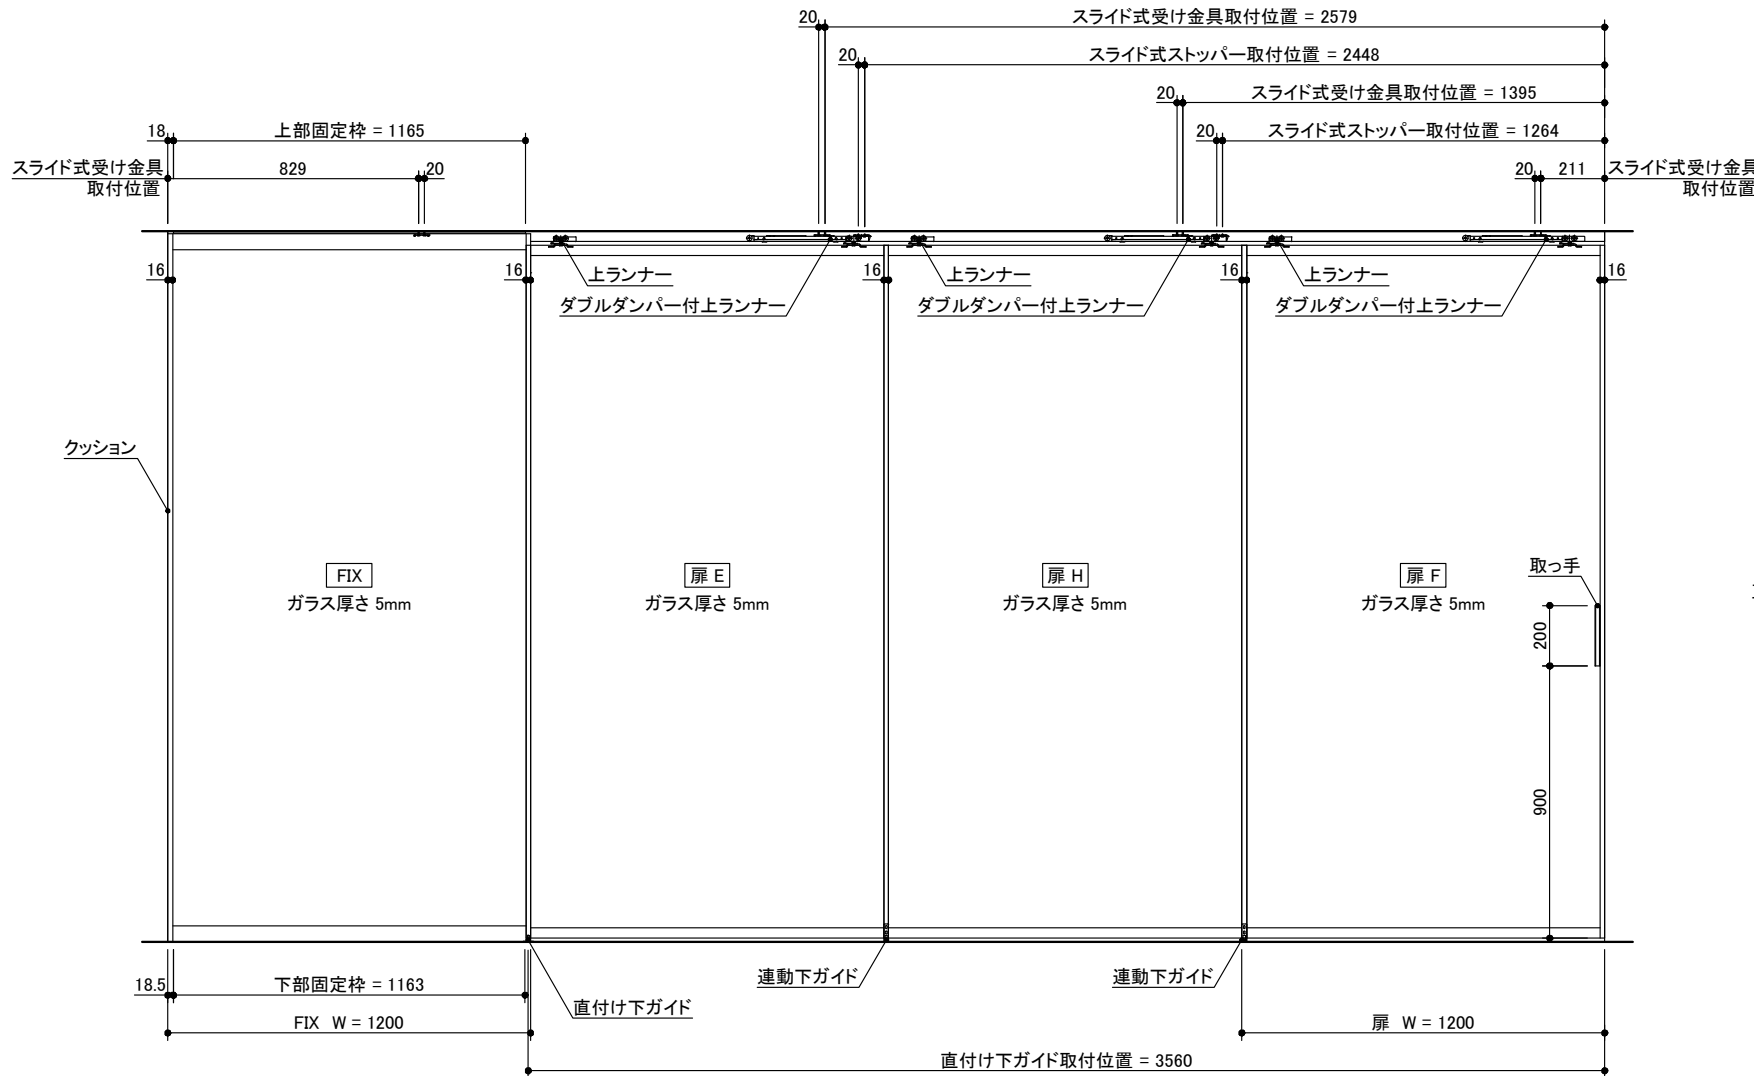 20 スライド式受け金具取付位置 = 2579
20 スライド式ストッパー取付位置 = 2448
20 スライド式受け金具取付位置 = 1395
18 上部固定枠 = 1165 20 スライド式ストッパー取付位置 = 1264
スライド式受け金具
取付位置
829 20
20 211
スライド式受け金具
取付位置
16 16 16 16 16
上ランナー 上ランナー 上ランナー
ダブルダンパー付上ランナー ダブルダンパー付上ランナー ダブルダンパー付上ランナー
クッション
FIX
ガラス厚さ 5mm
扉 E
ガラス厚さ 5mm
扉 H
ガラス厚さ 5mm
扉 F
ガラス厚さ 5mm
取っ手
200
900
18.5 下部固定枠 = 1163
直付け下ガイド
連動下ガイド
連動下ガイド
FIX W = 1200
扉 W = 1200
直付け下ガイド取付位置 = 3560